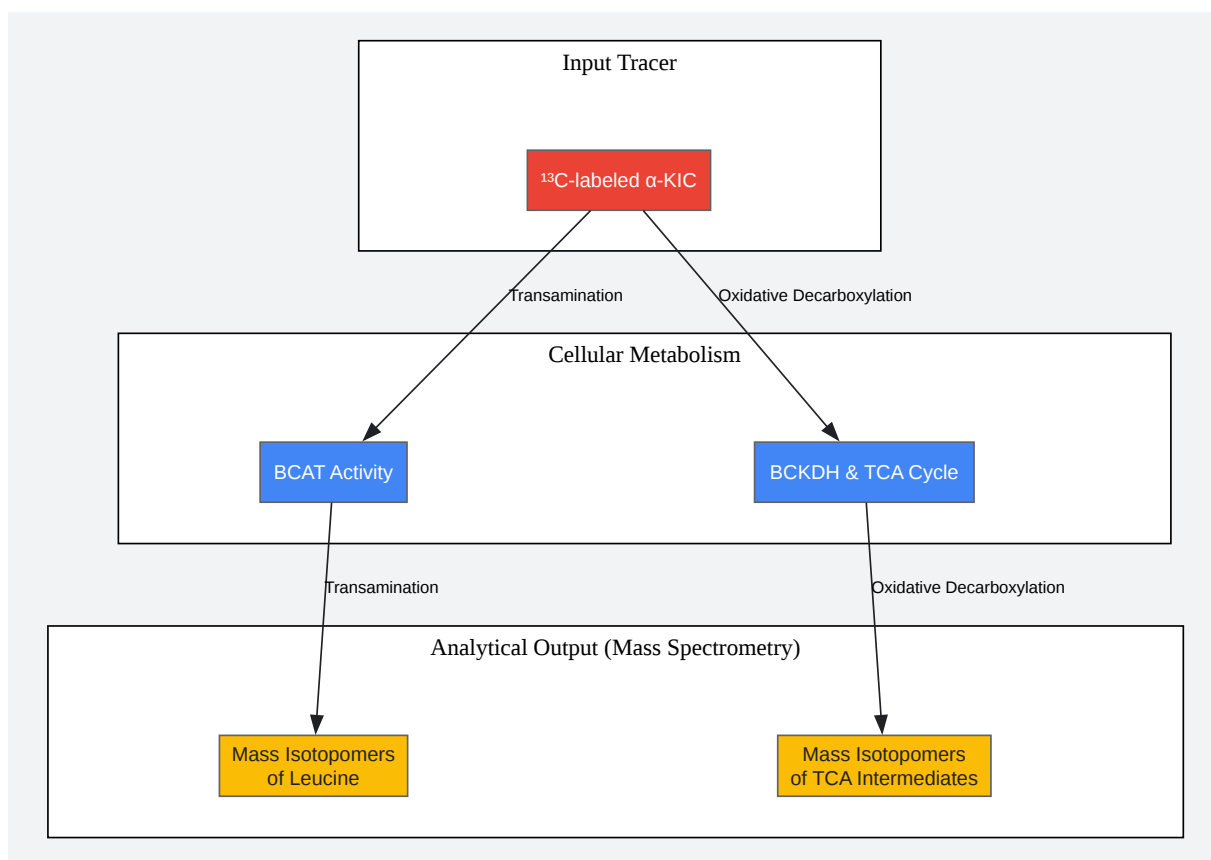 Input Tracer
¹³C-labeled α-KIC
Transamination
Oxidative Decarboxylation
Cellular Metabolism
BCAT Activity
BCKDH & TCA Cycle
Transamination
Oxidative Decarboxylation
Analytical Output (Mass Spectrometry)
Mass Isotopomers
of Leucine
Mass Isotopomers
of TCA Intermediates